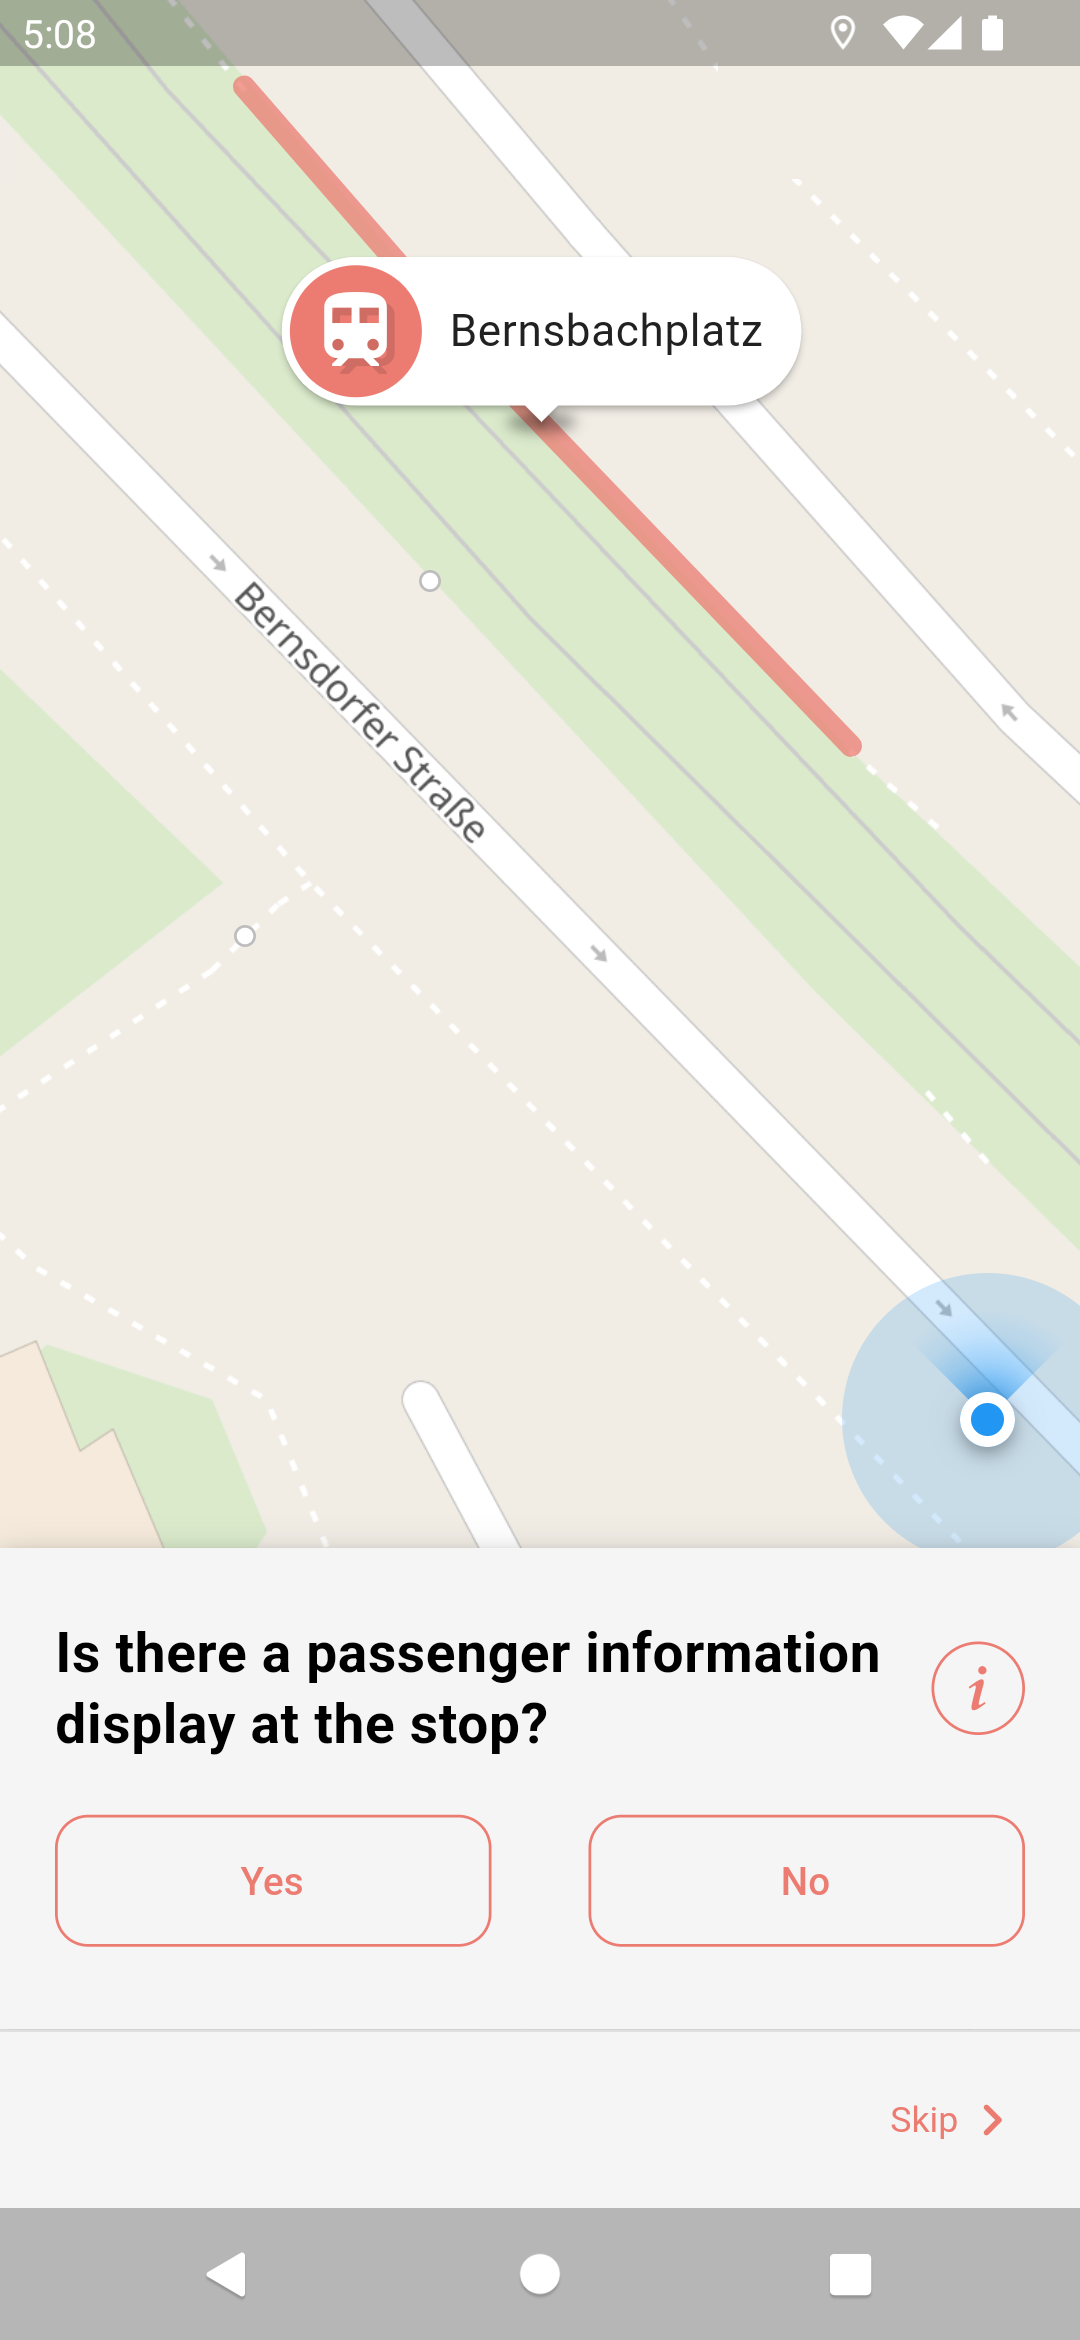 5:08
Bernsbachplatz
Bernsdorfer Straße
Is there a passenger information
display at the stop?
i
Yes
No
Skip